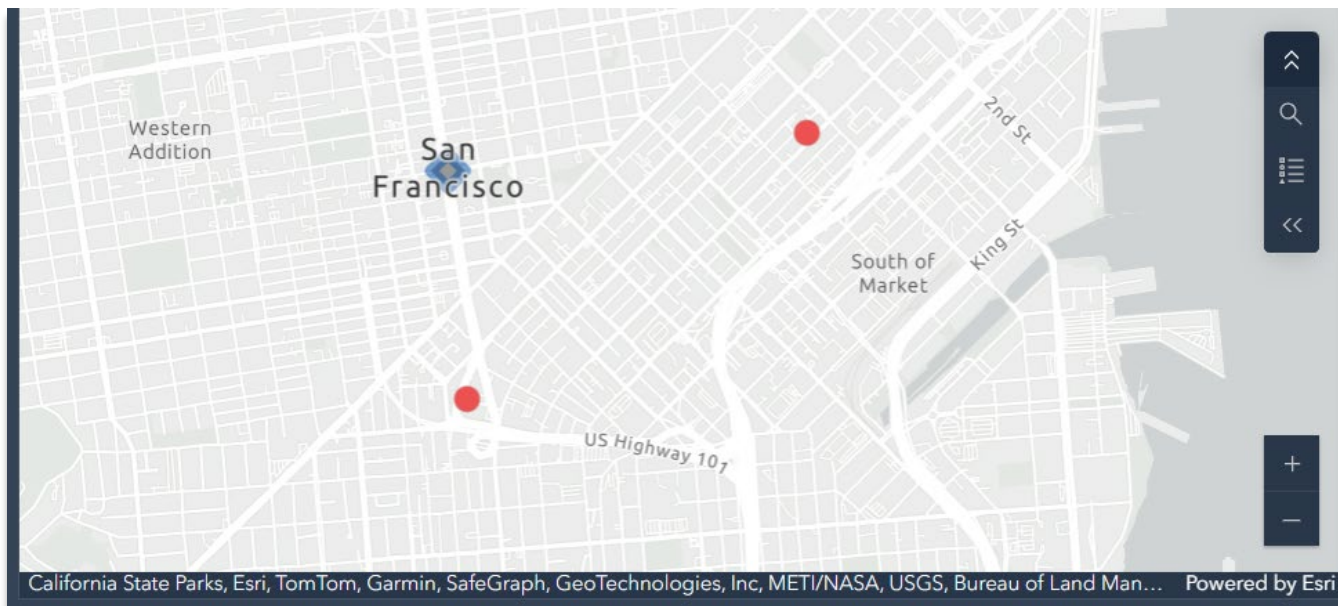 Western
Addition
San
Francisco
2nd St
South of
Market
King St
US Highway 101
California State Parks, Esri, TomTom, Garmin, SafeGraph, GeoTechnologies, Inc, METI/NASA, USGS, Bureau of Land Man... Powered by Esri